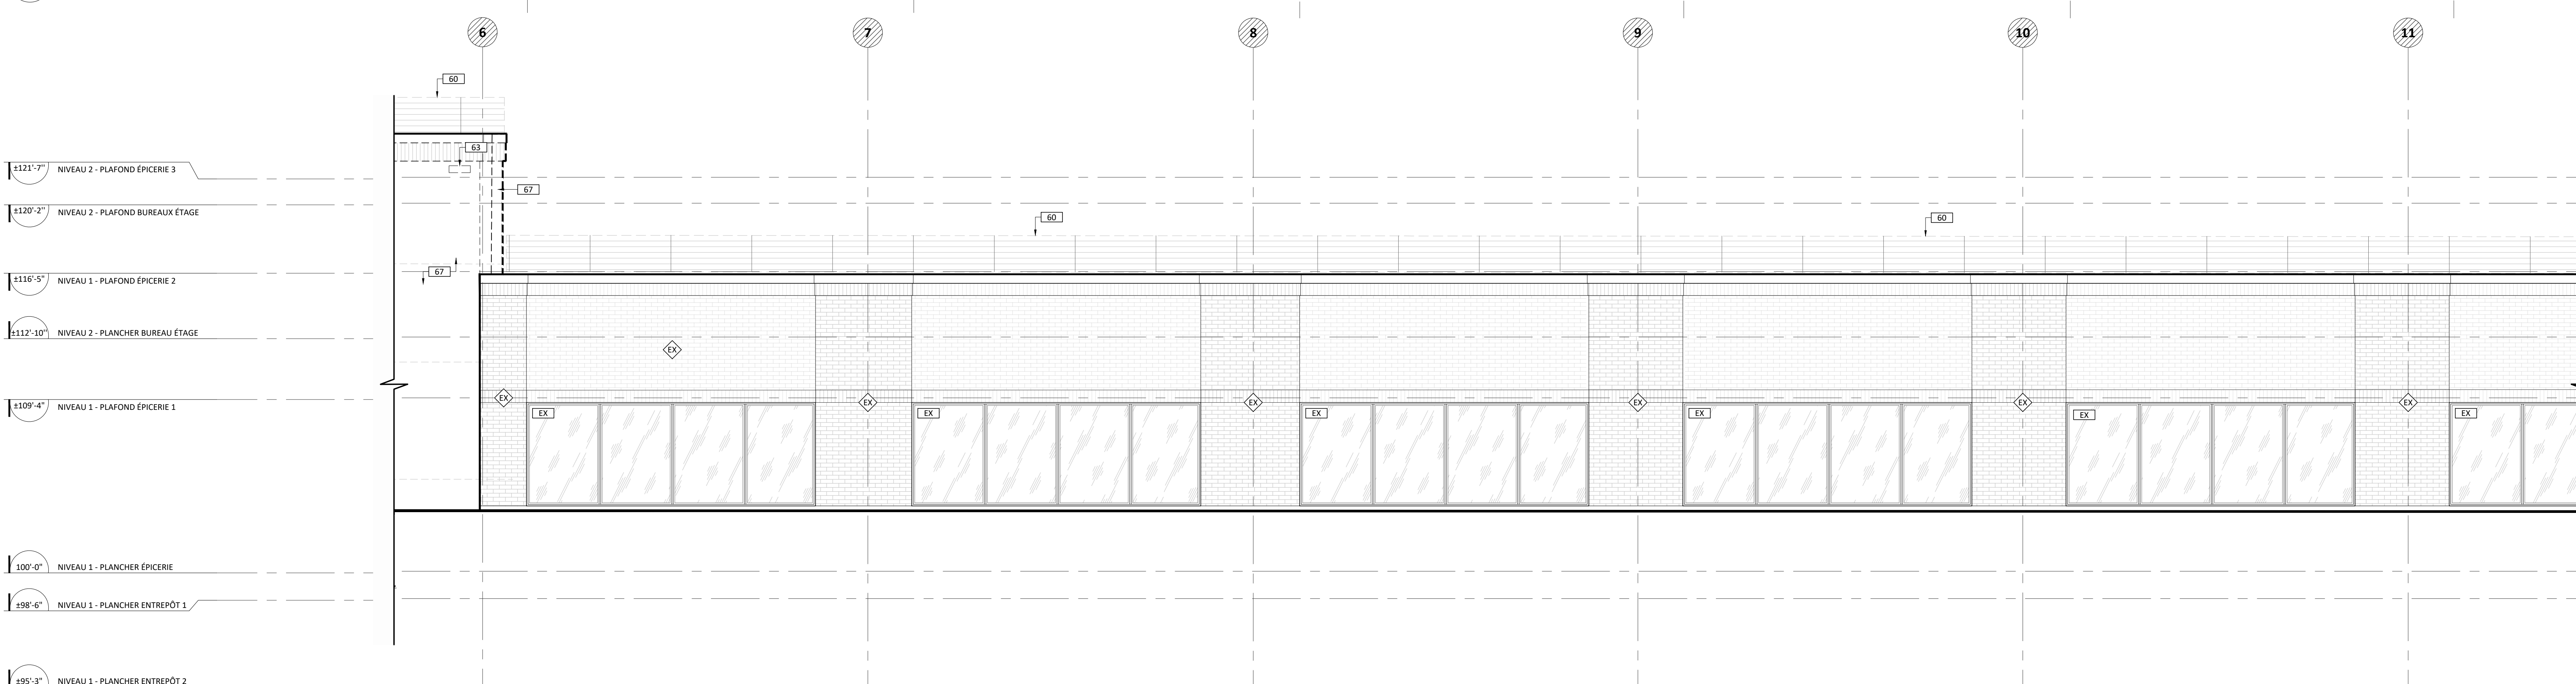 6 7 8 9 10 11
60
63
±121'-7" NIVEAU 2 - PLAFOND ÉPICERIE 3
67
±120'-2" NIVEAU 2 - PLAFOND BUREAUX ÉTAGE
60 60
67
±116'-5" NIVEAU 1 - PLAFOND ÉPICERIE 2
±112'-10" NIVEAU 2 - PLANCHER BUREAU ÉTAGE
EX
EX EX EX EX EX EX
±109'-4" NIVEAU 1 - PLAFOND ÉPICERIE 1
EX EX EX EX EX EX
100'-0" NIVEAU 1 - PLANCHER ÉPICERIE
±98'-6" NIVEAU 1 - PLANCHER ENTREPÔT 1
±95'-3" NIVEAU 1 - PLANCHER ENTREPÔT 2